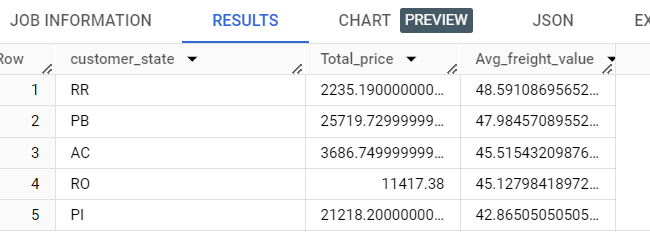 JOB INFORMATION RESULTS CHART PREVIEW JSON EX
Row customer_state Total_price Avg_freight_value
1 RR 2235.190000000... 48.59108695652...
2 PB 25719.72999999... 47.98457089552...
3 AC 3686.749999999... 45.51543209876...
4 RO 11417.38 45.12798418972...
5 PI 21218.20000000... 42.86505050505...